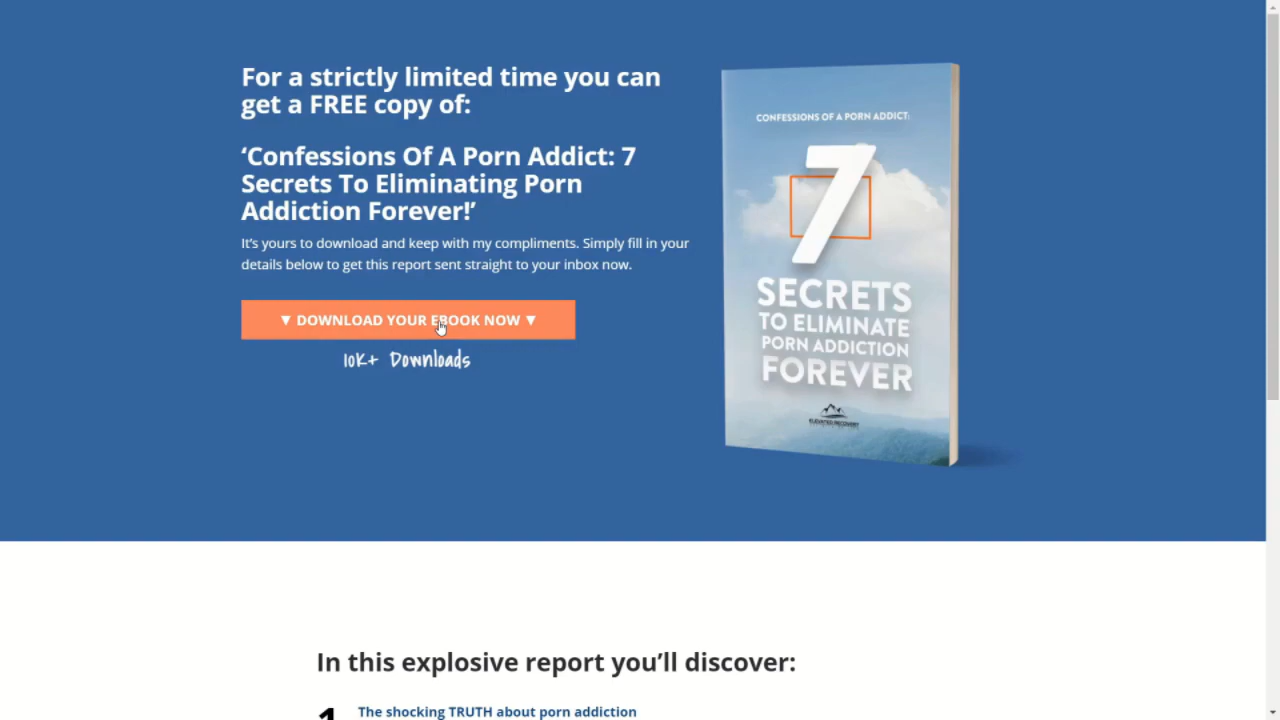 For a strictly limited time you can
get a FREE copy of:
‘Confessions Of A Porn Addict: 7
Secrets To Eliminating Porn
Addiction Forever!’
It's yours to download and keep with my compliments. Simply fill in your
details below to get this report sent straight to your inbox now.
▼ DOWNLOAD YOUR EBOOK NOW ▼
10K+ Downloads
CONFESSIONS OF A PORN ADDICT:
7
SECRETS
TO ELIMINATE
PORN ADDICTION
FOREVER
ELEVATED RECOVERY
In this explosive report you’ll discover:
1
The shocking TRUTH about porn addiction